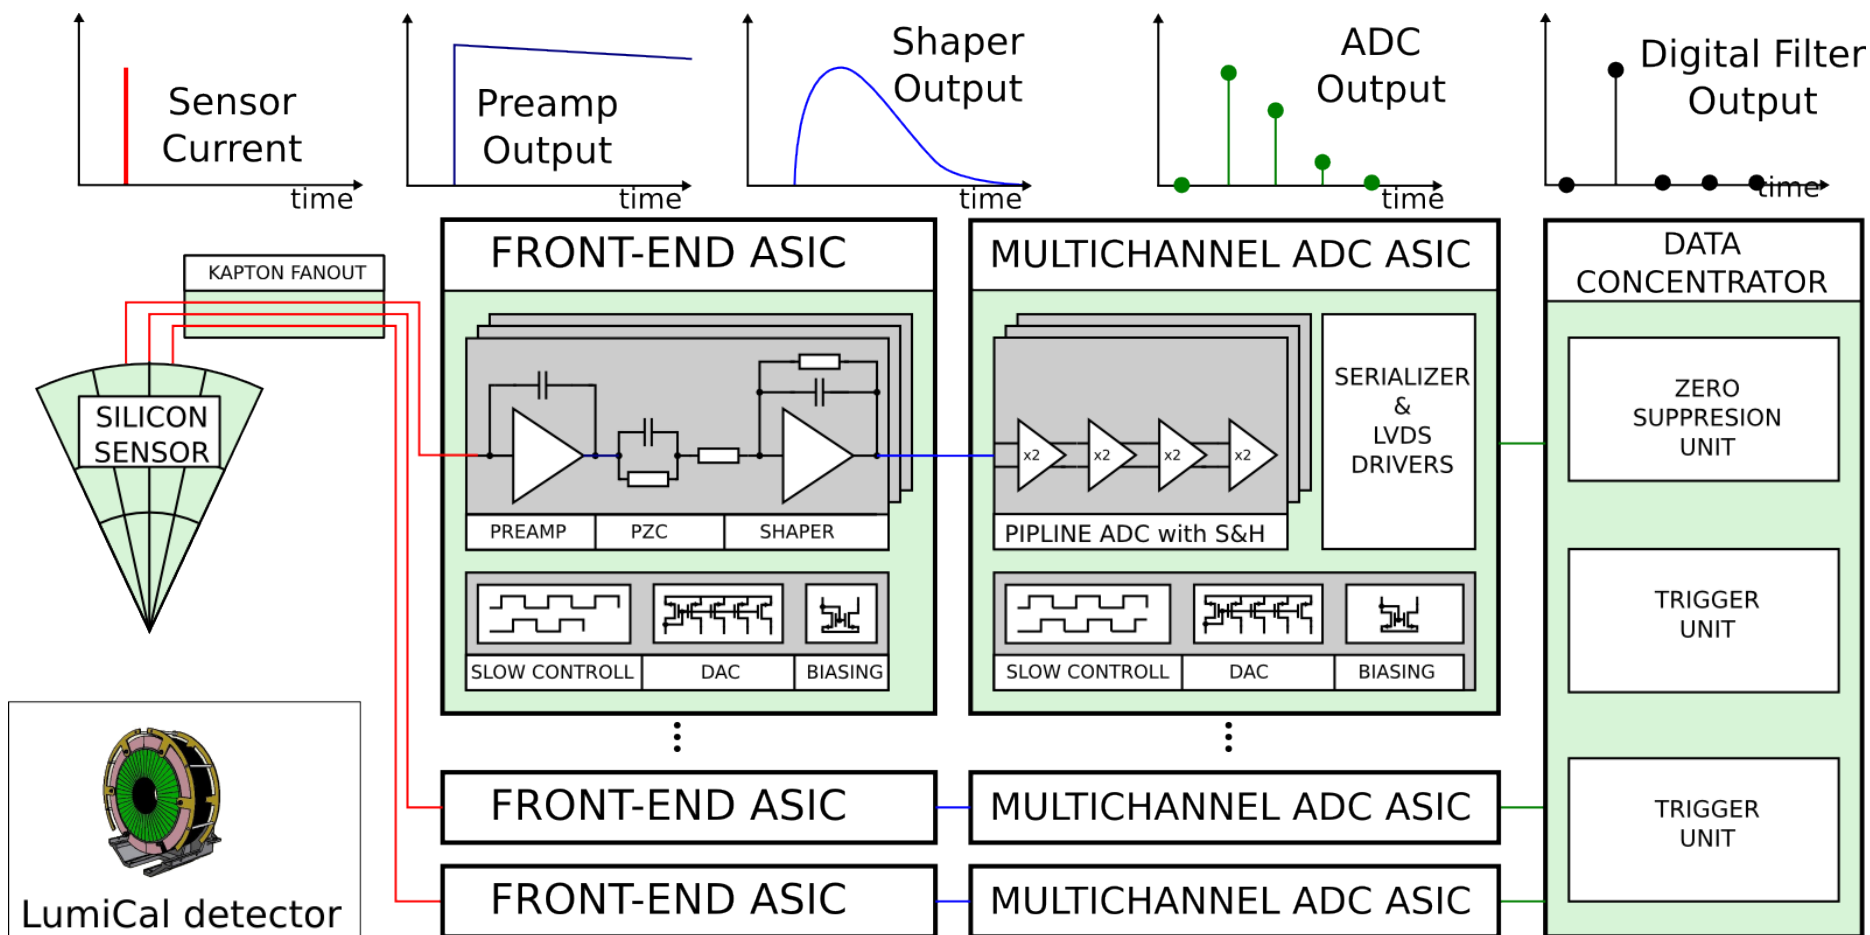 Sensor
Current
time
Preamp
Output
time
Shaper
Output
time
ADC
Output
time
Digital Filter
Output
time
KAPTON FANOUT
SILICON
SENSOR
LumiCal detector
FRONT-END ASIC
PREAMP
PZC
SHAPER
SLOW CONTROLL
DAC
BIASING
MULTICHANNEL ADC ASIC
x2
x2
x2
x2
PIPLINE ADC with S&H
SERIALIZER
&
LVDS
DRIVERS
SLOW CONTROLL
DAC
BIASING
DATA
CONCENTRATOR
ZERO
SUPPRESION
UNIT
TRIGGER
UNIT
TRIGGER
UNIT
FRONT-END ASIC
MULTICHANNEL ADC ASIC
FRONT-END ASIC
MULTICHANNEL ADC ASIC